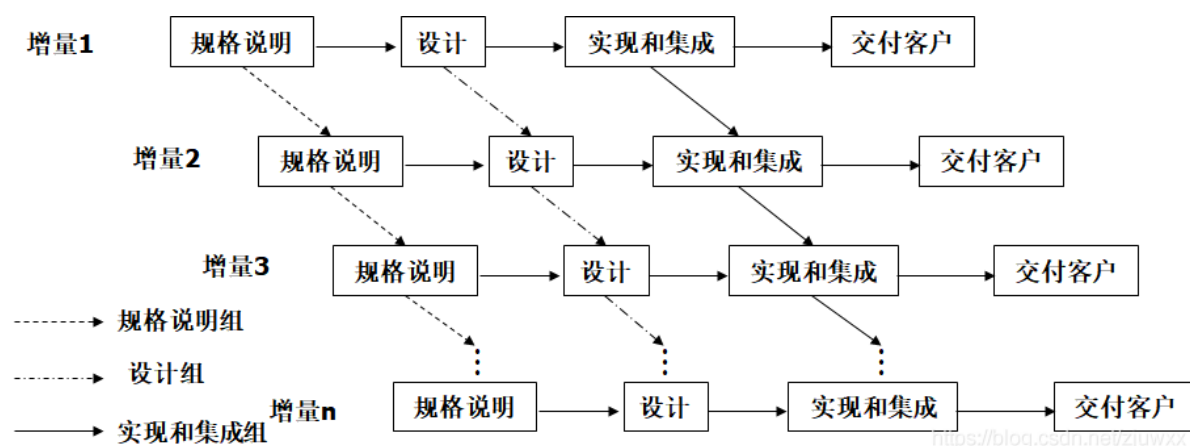 增量1 规格说明 设计 实现和集成 交付客户
增量2 规格说明 设计 实现和集成 交付客户
增量3 规格说明 设计 实现和集成 交付客户
规格说明组
设计组
增量n 规格说明 设计 实现和集成 交付客户
实现和集成组
https://blog.csdn.net/ziuwxx